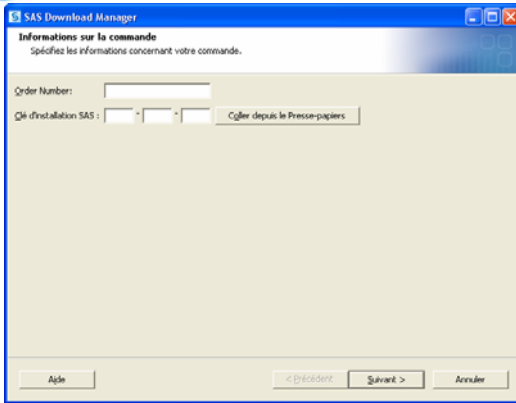 SAS Download Manager
Informations sur la commande
Spécifiez les informations concernant votre commande.
Order Number:
Clé d'installation SAS : - - Coller depuis le Presse-papiers
Aide < Précédent Suivant > Annuler